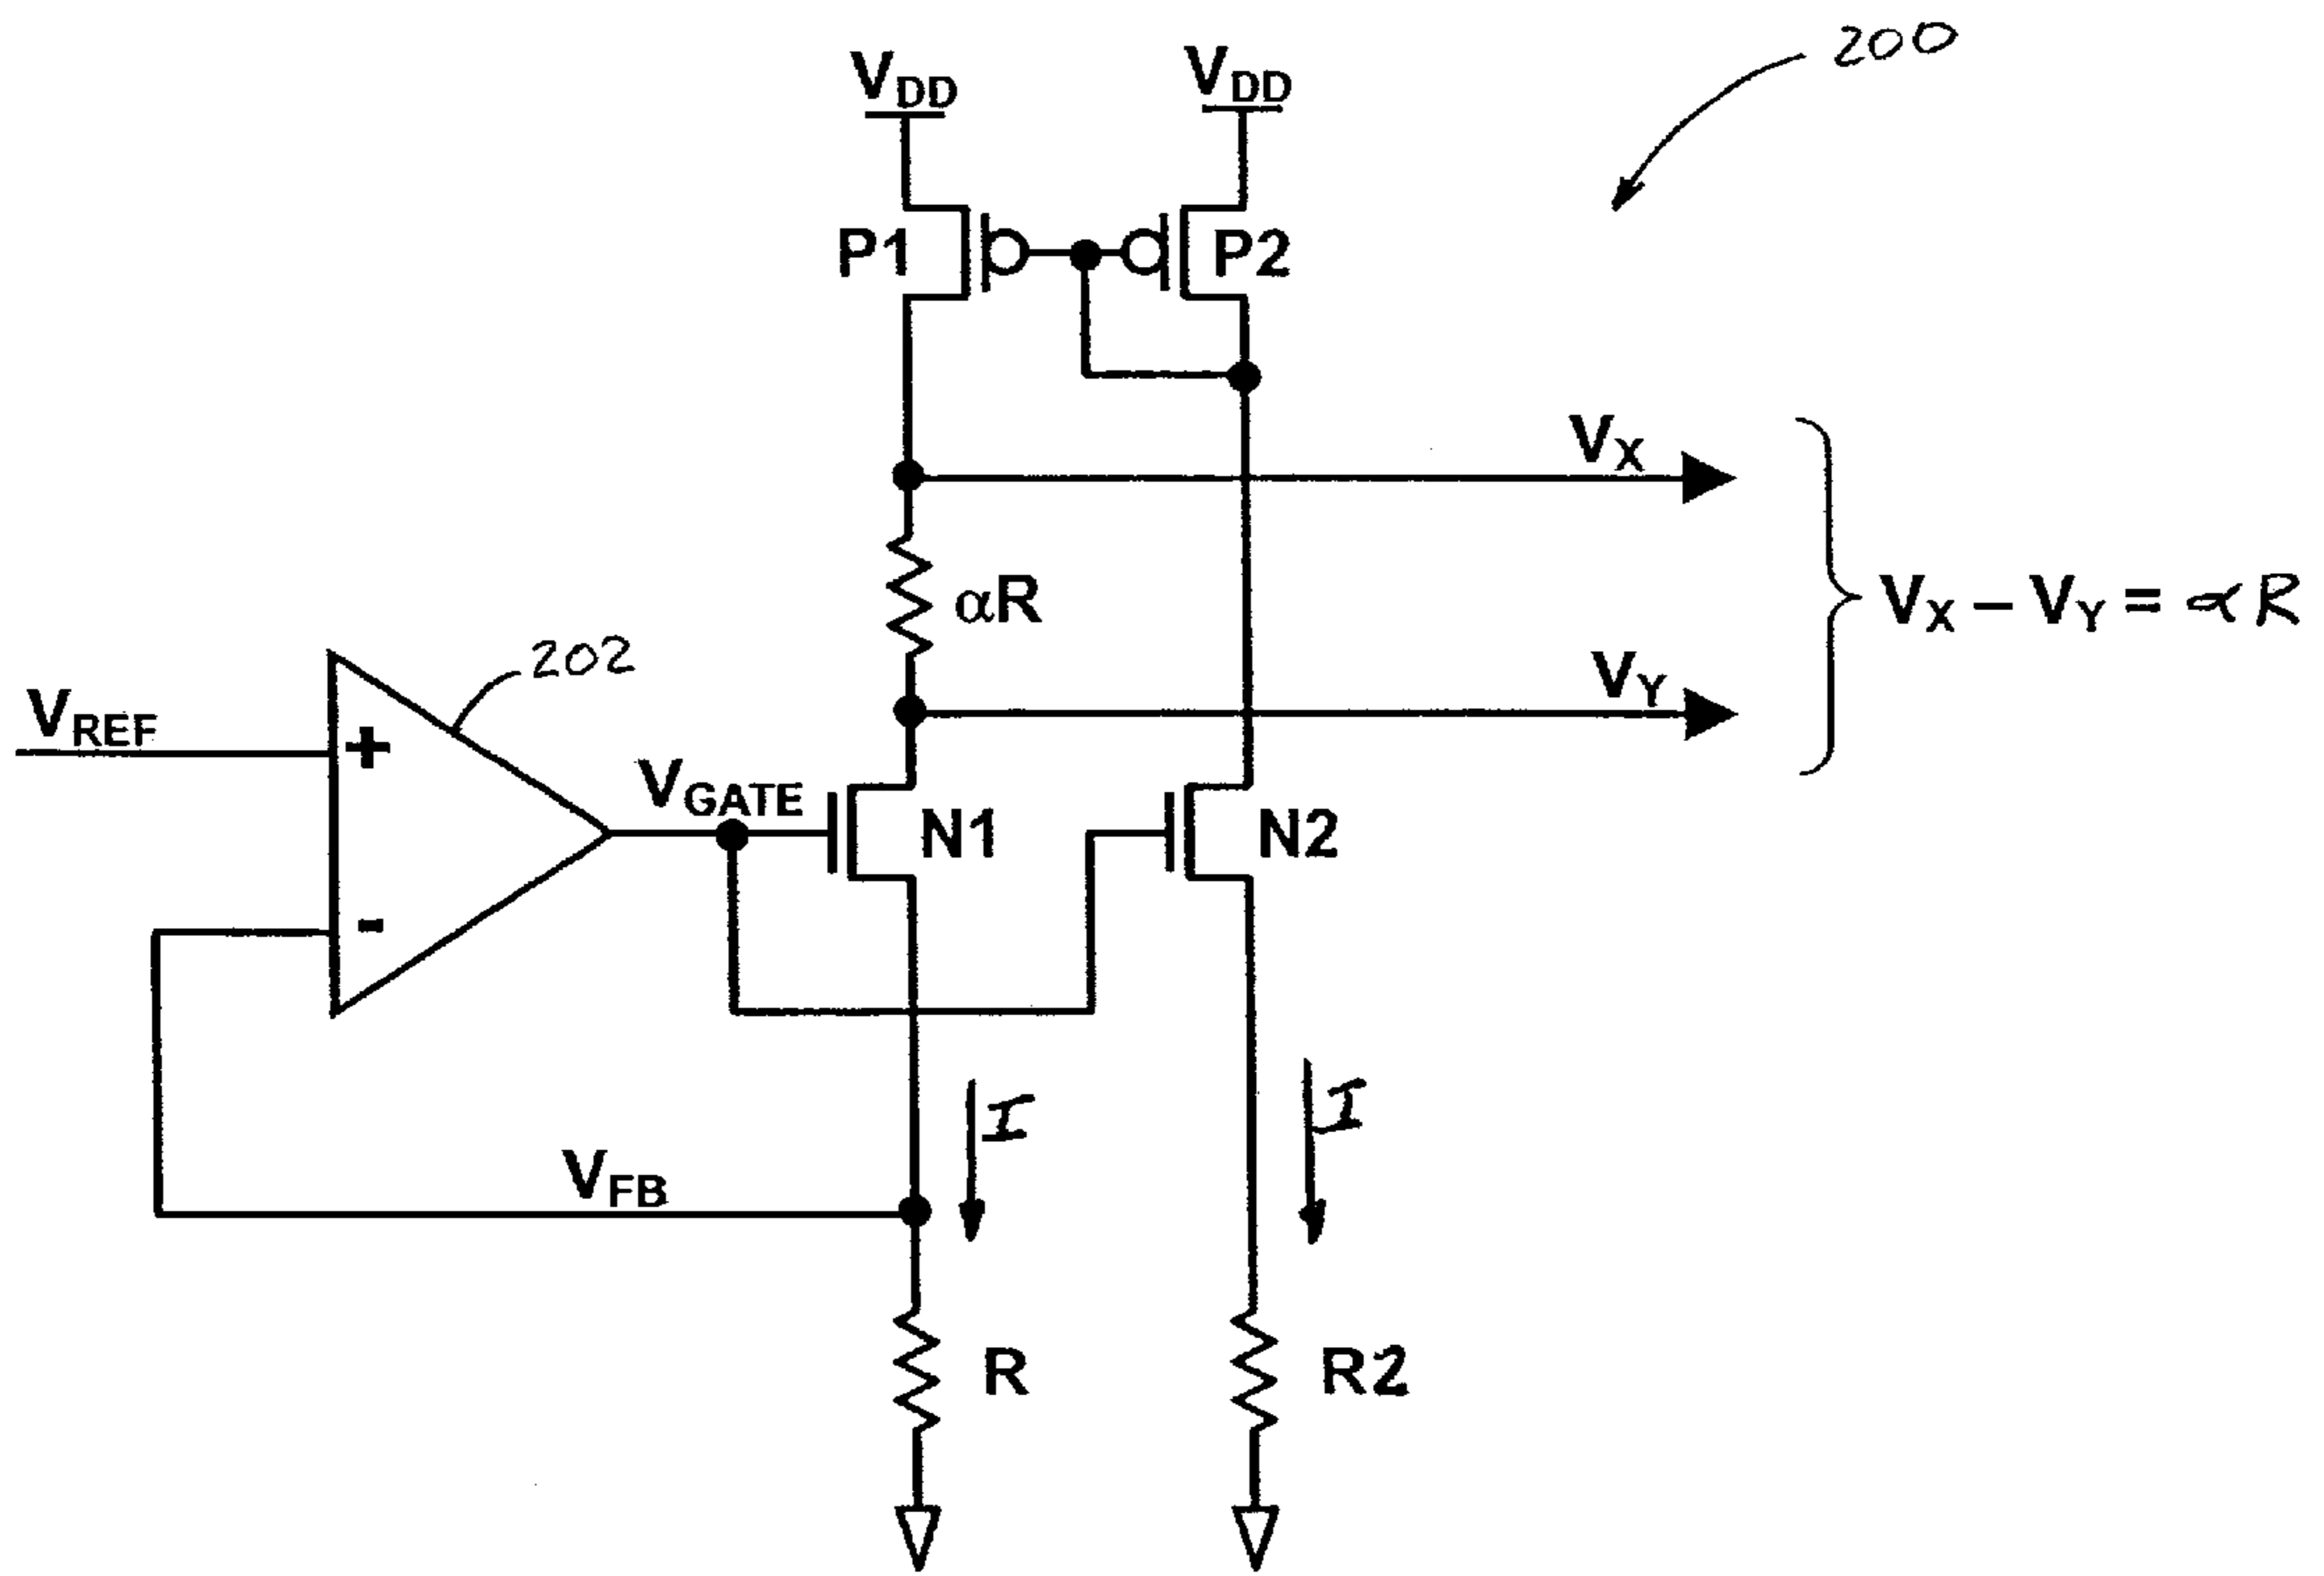 200
VDD
VDD
P1
P2
VX
αR
VX – VY = αR
VY
202
VREF
+
VGATE
N1
N2
-
I
I
VFB
R
R2